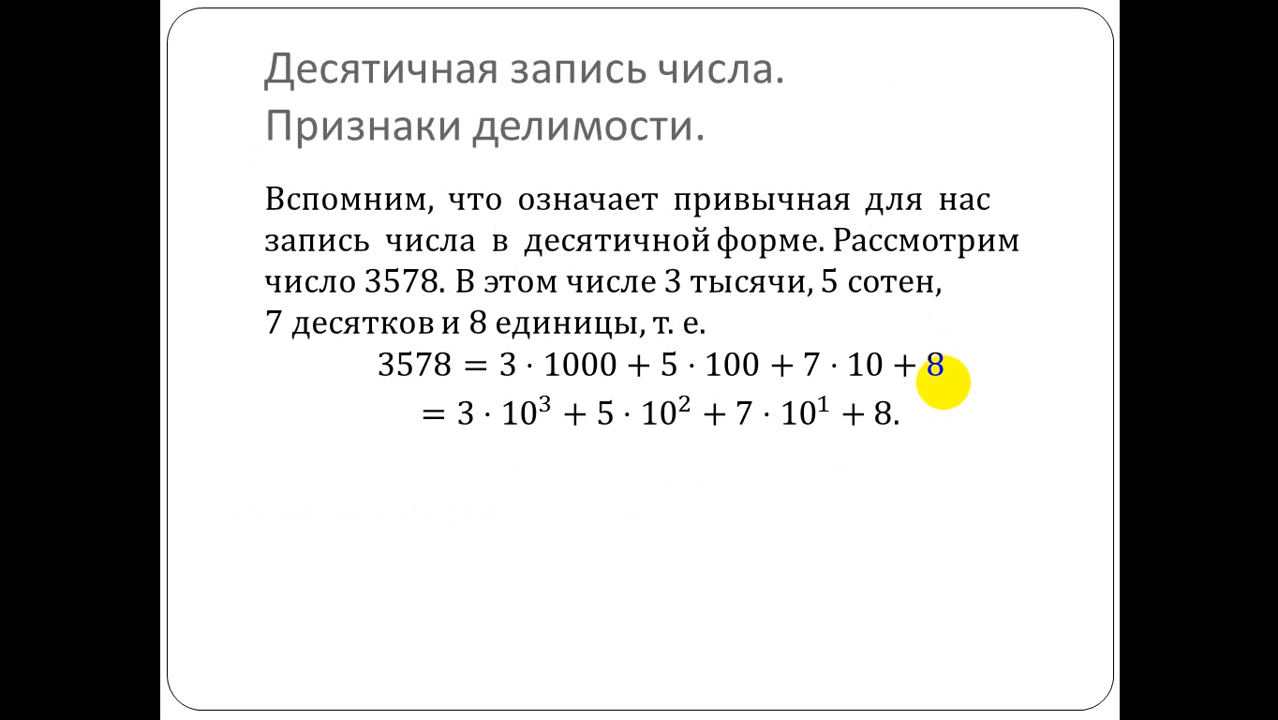 Десятичная запись числа.
Признаки делимости.
Вспомним, что означает привычная для нас
запись числа в десятичной форме. Рассмотрим
число 3578. В этом числе 3 тысячи, 5 сотен,
7 десятков и 8 единицы, т. е.
3578 = 3 · 1000 + 5 · 100 + 7 · 10 + 8
= 3 · 10³ + 5 · 10² + 7 · 10¹ + 8.